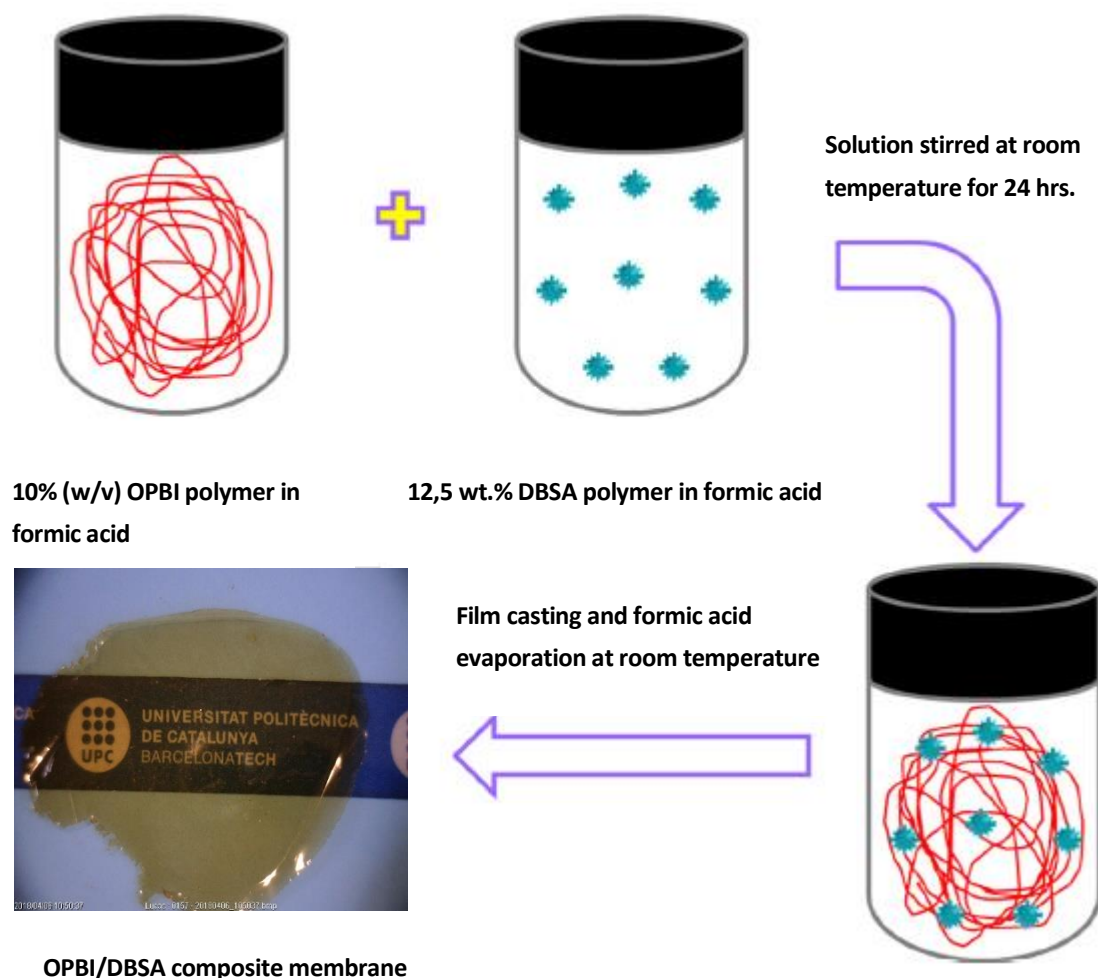 Solution stirred at room
temperature for 24 hrs.
10% (w/v) OPBI polymer in
formic acid
12,5 wt.% DBSA polymer in formic acid
Film casting and formic acid
evaporation at room temperature
CA
UPC
UNIVERSITAT POLITÈCNICA
DE CATALUNYA
BARCELONATECH
OPBI/DBSA composite membrane